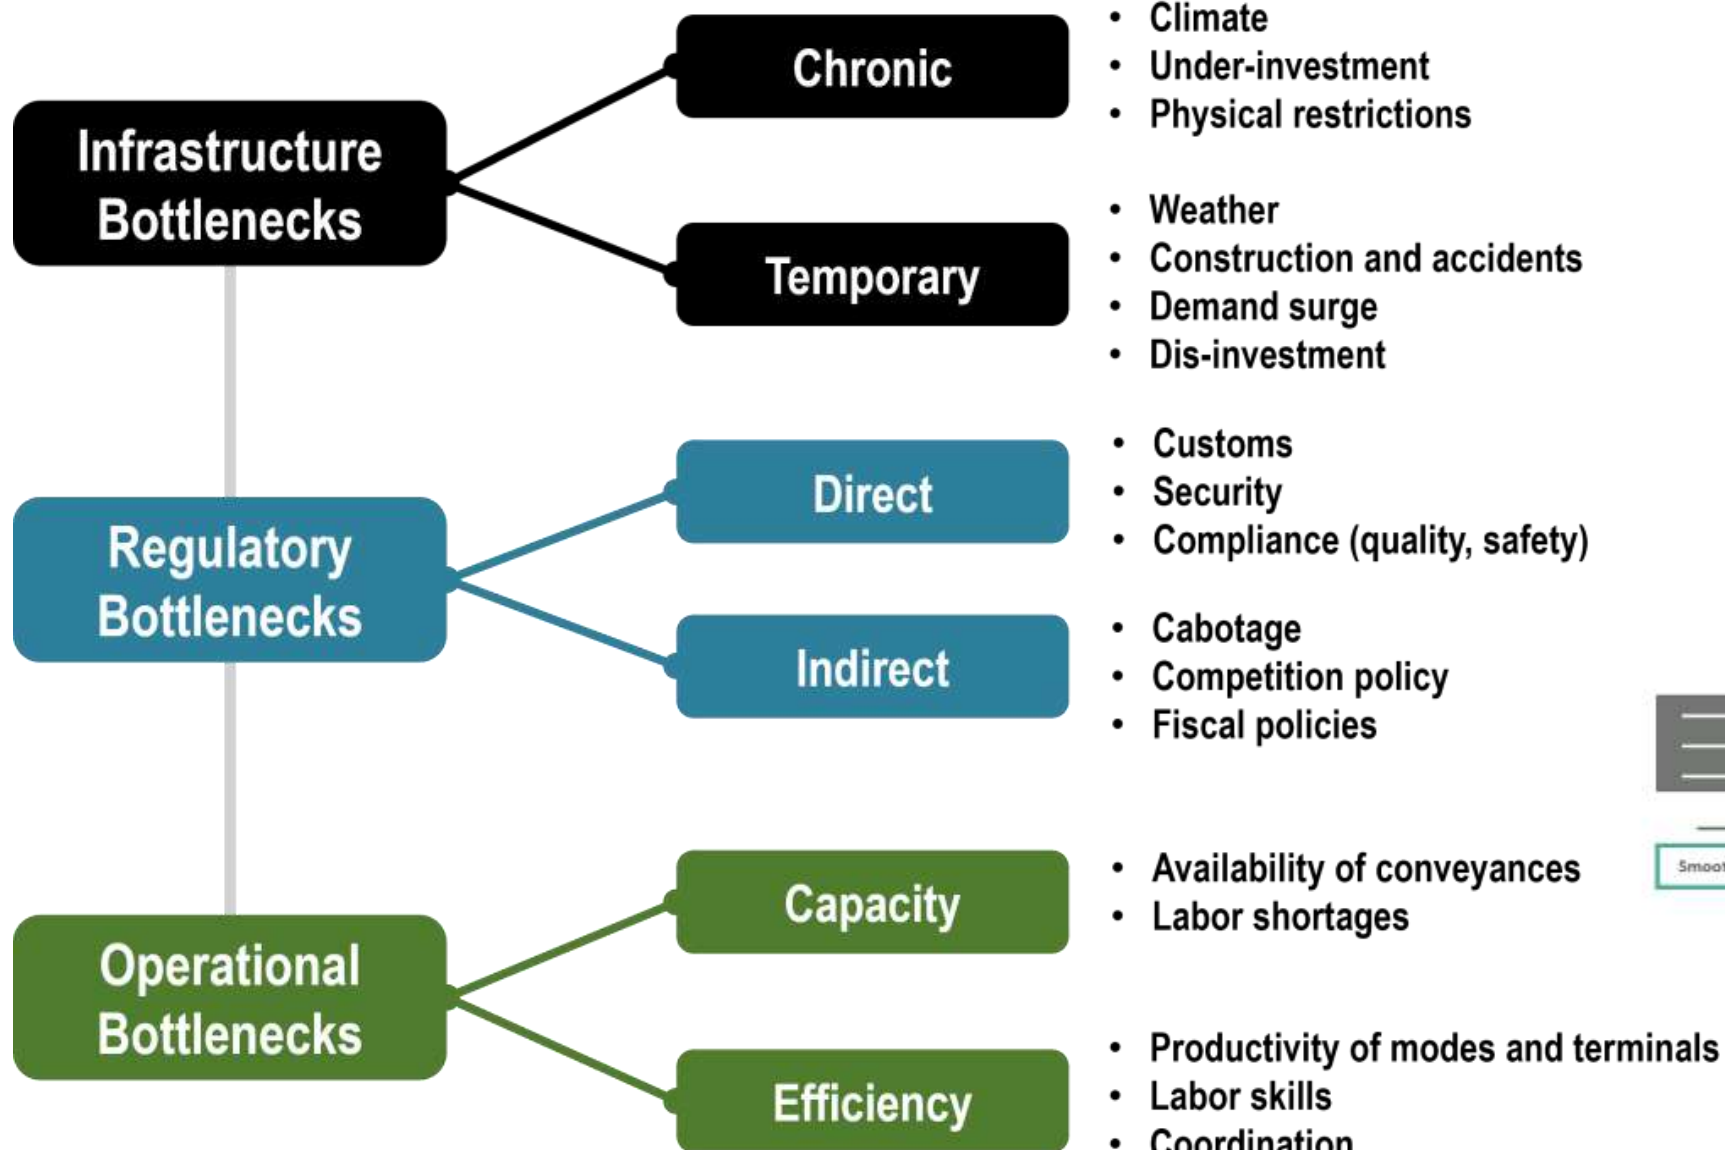 Infrastructure
Bottlenecks
Chronic
• Climate
• Under-investment
• Physical restrictions
Temporary
• Weather
• Construction and accidents
• Demand surge
• Dis-investment
Regulatory
Bottlenecks
Direct
• Customs
• Security
• Compliance (quality, safety)
Indirect
• Cabotage
• Competition policy
• Fiscal policies
Operational
Bottlenecks
Capacity
• Availability of conveyances
• Labor shortages
Efficiency
• Productivity of modes and terminals
• Labor skills
• Coordination